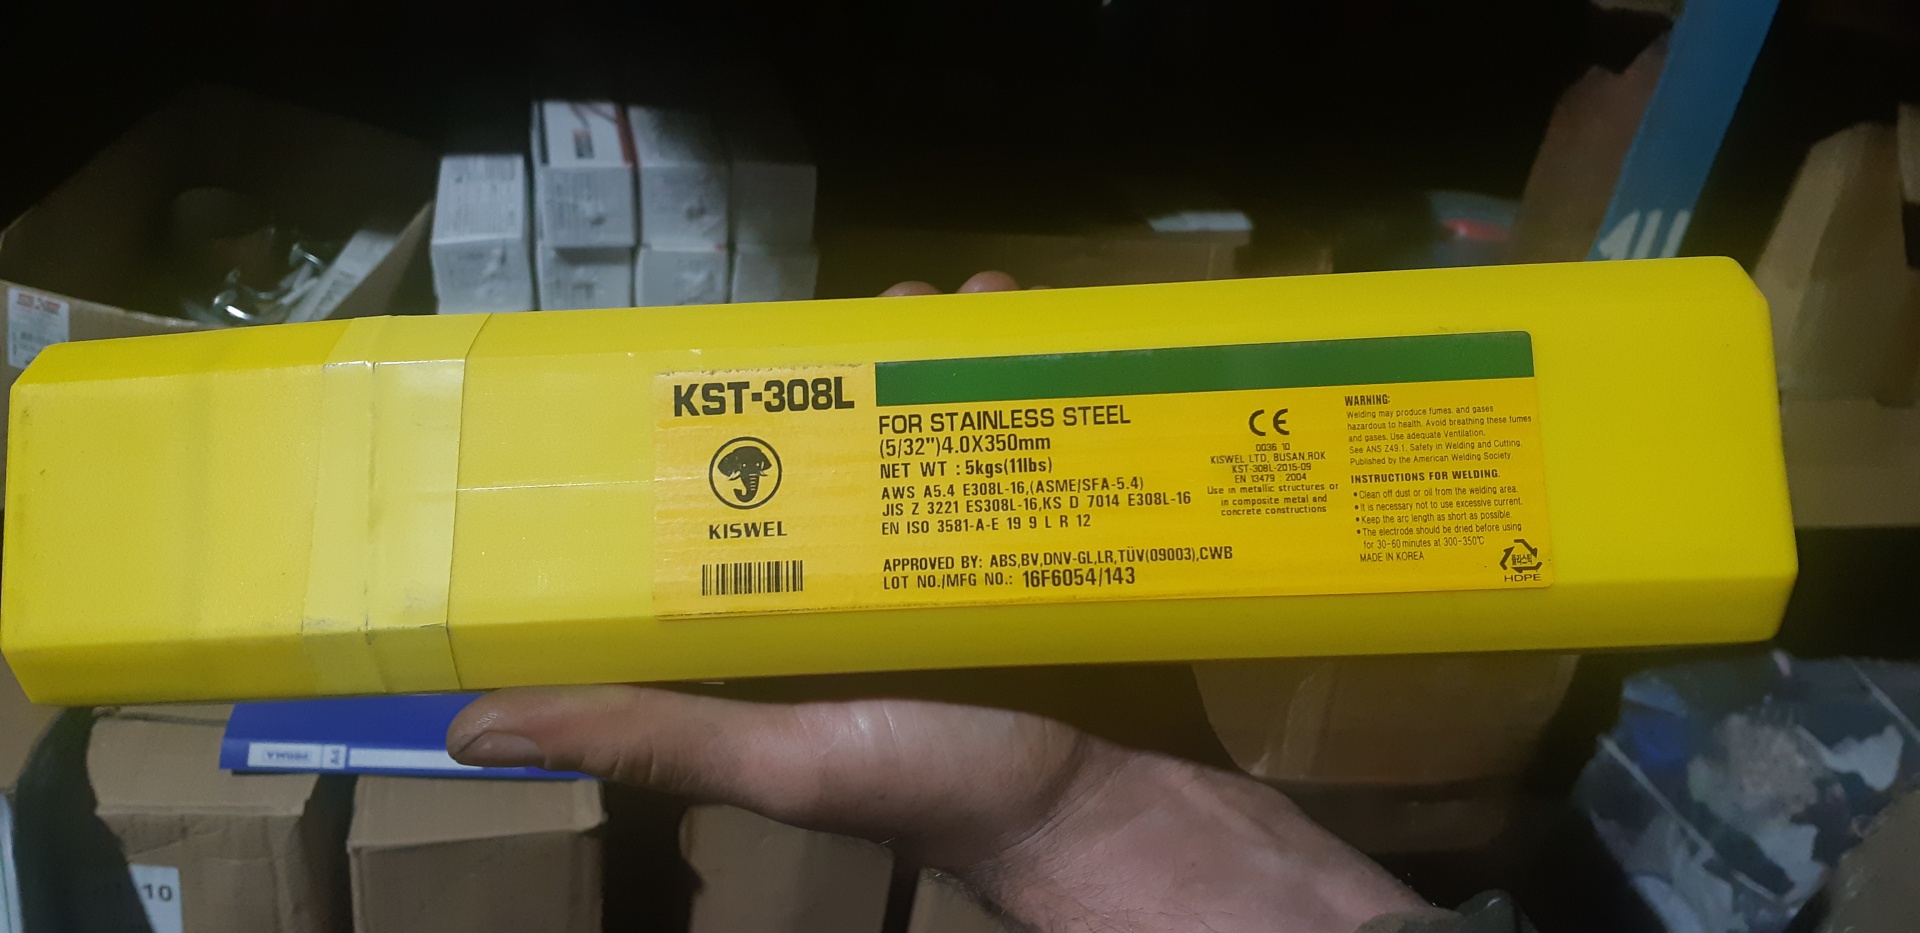 KST-308L
KISWEL
FOR STAINLESS STEEL
(5/32")4.0X350mm
NET WT : 5kgs(11lbs)
AWS A5.4 E308L-16,(ASME/SFA-5.4)
JIS Z 3221 ES308L-16,KS D 7014 E308L-16
EN ISO 3581-A-E 19 9 L R 12
APPROVED BY: ABS,BV,DNV-GL,LR,TÜV(09003),CWB
LOT NO./MFG NO.: 16F6054/143
CE
0036 10
KISWEL LTD, BUSAN.ROK
KST-308L-2015-09
EN 13479 : 2004
Use in metallic structures or
in composite metal and
concrete constructions
WARNING:
Welding may produce fumes, and gases
hazardous to health. Avoid breathing these fumes
and gases. Use adequate Ventilation.
See ANS Z49.1, Safety in Welding and Cutting,
Published by the American Welding Society.
INSTRUCTIONS FOR WELDING.
• Clean off dust or oil from the welding area.
• It is necessary not to use excessive current.
• Keep the arc length as short as possible.
• The electrode should be dried before using
for 30-60 minutes at 300-350℃
MADE IN KOREA
플라스틱
HDPE
10